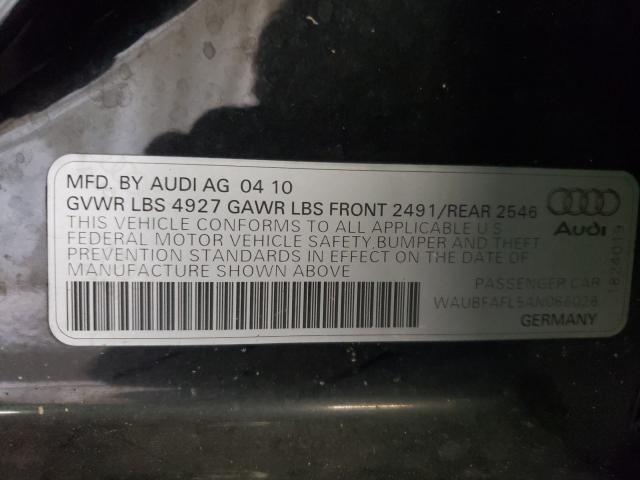 MFD. BY AUDI AG 04 10
GVWR LBS 4927 GAWR LBS FRONT 2491/REAR 2546
THIS VEHICLE CONFORMS TO ALL APPLICABLE U S
FEDERAL MOTOR VEHICLE SAFETY, BUMPER AND THEFT
PREVENTION STANDARDS IN EFFECT ON THE DATE OF
MANUFACTURE SHOWN ABOVE
Audi
1824019
PASSENGER CAR
WAUBFAFL5AN066028
GERMANY